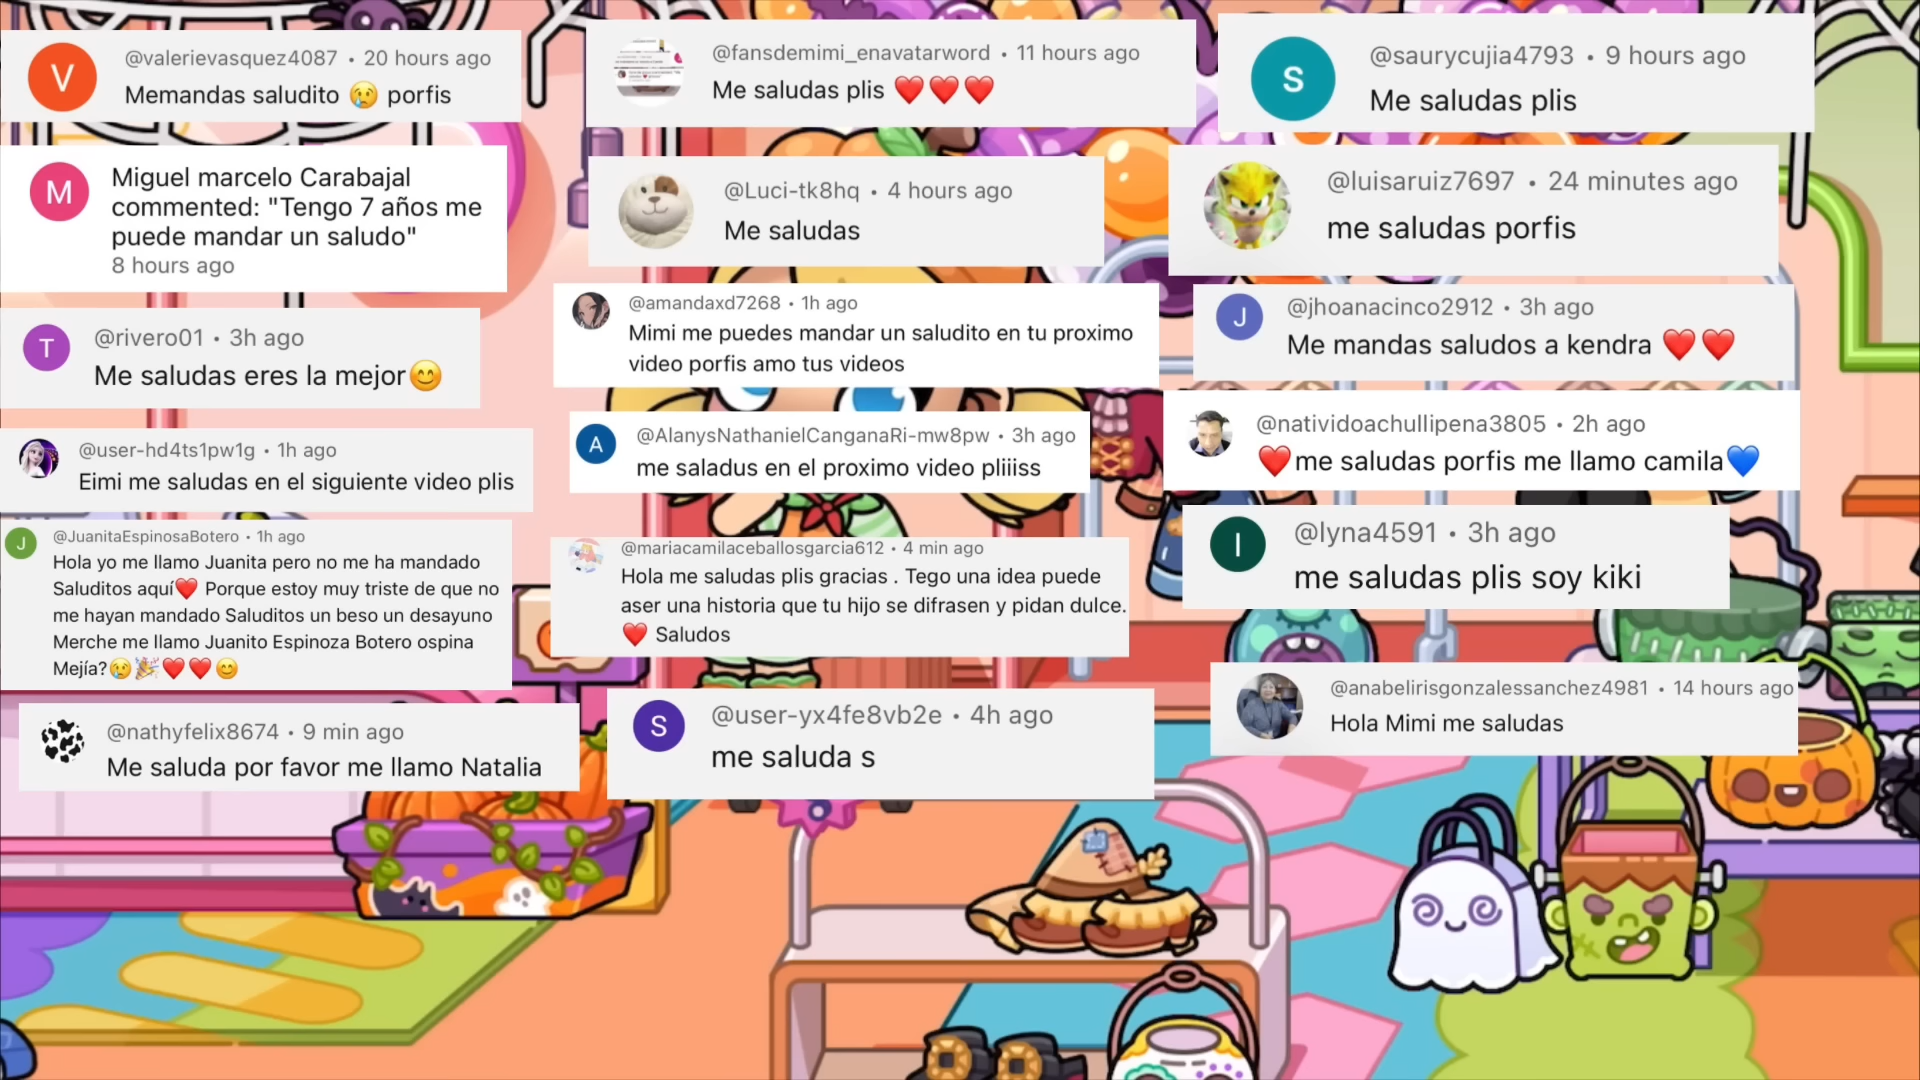 @valerievasquez4087 • 20 hours ago
Memandas saludito 😢 porfis
Miguel marcelo Carabajal
commented: "Tengo 7 años me
puede mandar un saludo"
8 hours ago
T
@rivero01 • 3h ago
Me saludas eres la mejor😊
@user-hd4ts1pw1g • 1h ago
Eimi me saludas en el siguiente video plis
J
@JuanitaEspinosaBotero • 1h ago
Hola yo me llamo Juanita pero no me ha mandado
Saluditos aquí❤️ Porque estoy muy triste de que no
me hayan mandado Saluditos un beso un desayuno
Merche me llamo Juanito Espinoza Botero ospina
Mejía?😢🎉❤️❤️😊
@nathyfelix8674 • 9 min ago
Me saluda por favor me llamo Natalia
V
M
@fansdemimi_enavatarword • 11 hours ago
Me saludas plis ❤️❤️❤️
@Luci-tk8hq • 4 hours ago
Me saludas
@amandaxd7268 • 1h ago
Mimi me puedes mandar un saludito en tu proximo
video porfis amo tus videos
A
@AlanysNathanielCanganaRi-mw8pw • 3h ago
me saladus en el proximo video pliiiss
@mariacamilaceballosgarcia612 • 4 min ago
Hola me saludas plis gracias . Tego una idea puede
aser una historia que tu hijo se difrasen y pidan dulce.
❤️ Saludos
S
@user-yx4fe8vb2e • 4h ago
me saluda s
S
@saurycujia4793 • 9 hours ago
Me saludas plis
@luisaruiz7697 • 24 minutes ago
me saludas porfis
J
@jhoanacinco2912 • 3h ago
Me mandas saludos a kendra ❤️❤️
@natividoachullipena3805 • 2h ago
❤️me saludas porfis me llamo camila💙
l
@lyna4591 • 3h ago
me saludas plis soy kiki
@anabelirisgonzalessanchez4981 • 14 hours ago
Hola Mimi me saludas